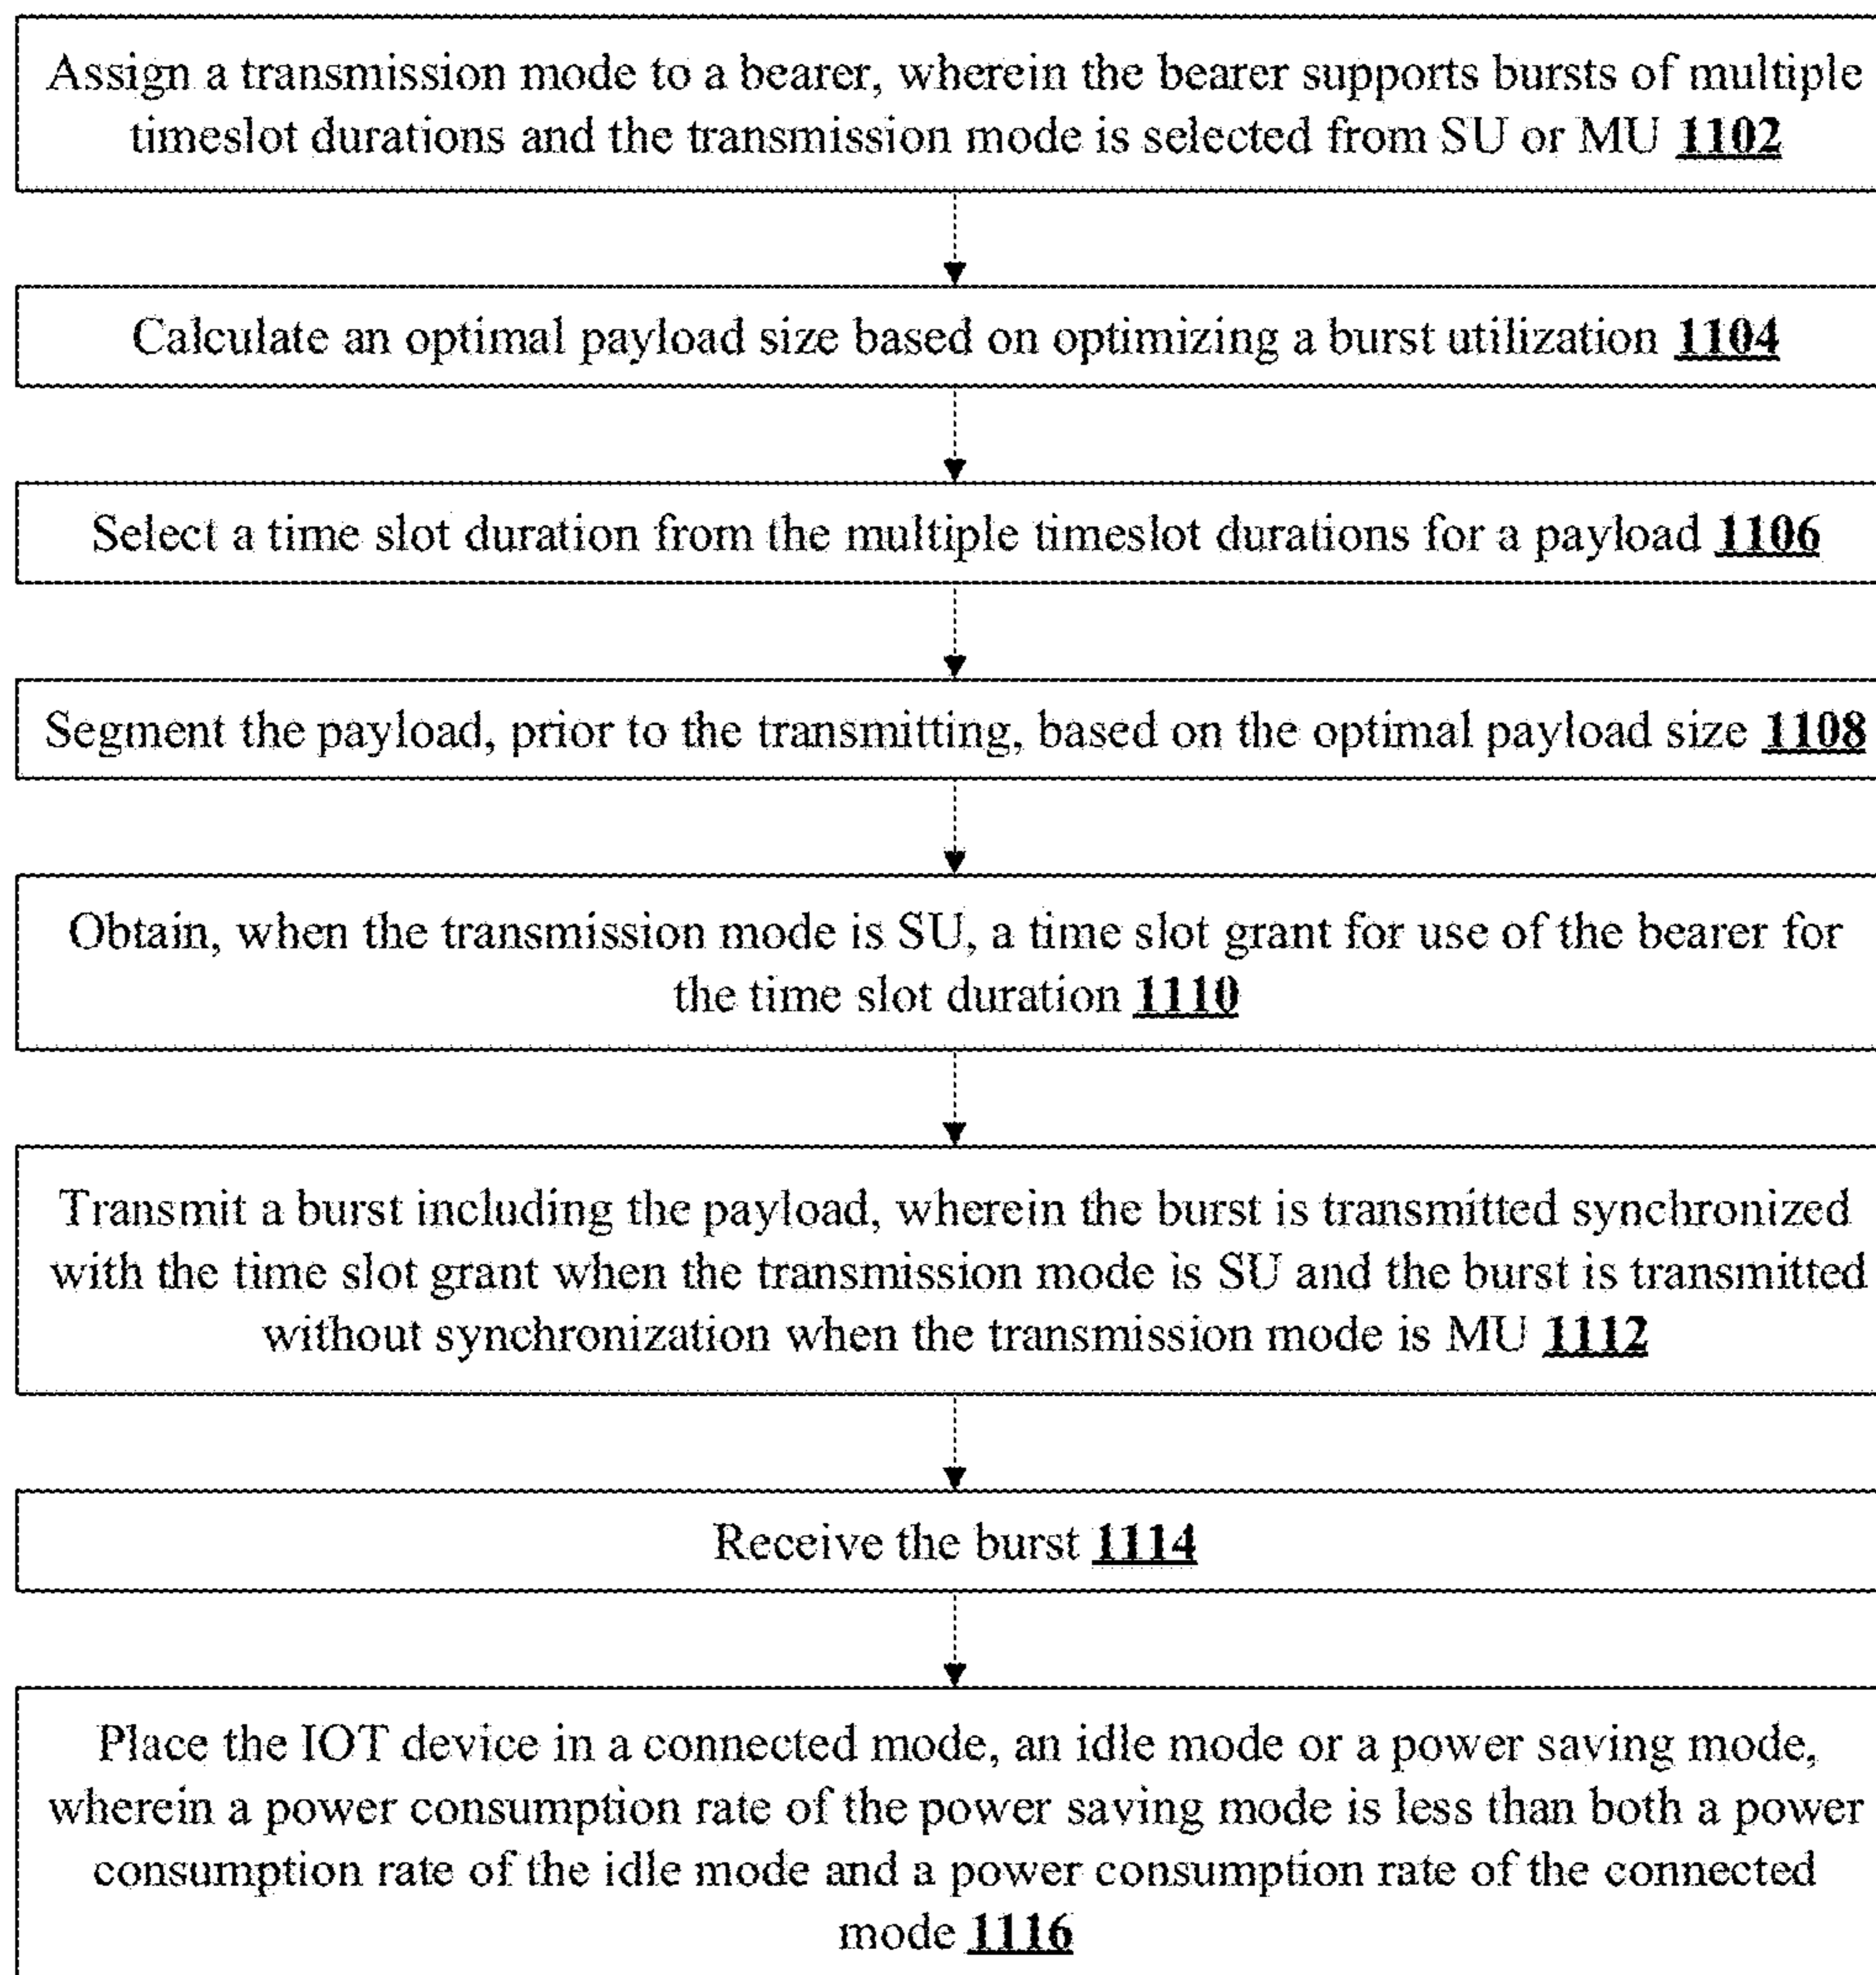 Assign a transmission mode to a bearer, wherein the bearer supports bursts of multiple
timeslot durations and the transmission mode is selected from SU or MU 1102
Calculate an optimal payload size based on optimizing a burst utilization 1104
Select a time slot duration from the multiple timeslot durations for a payload 1106
Segment the payload, prior to the transmitting, based on the optimal payload size 1108
Obtain, when the transmission mode is SU, a time slot grant for use of the bearer for
the time slot duration 1110
Transmit a burst including the payload, wherein the burst is transmitted synchronized
with the time slot grant when the transmission mode is SU and the burst is transmitted
without synchronization when the transmission mode is MU 1112
Receive the burst 1114
Place the IOT device in a connected mode, an idle mode or a power saving mode,
wherein a power consumption rate of the power saving mode is less than both a power
consumption rate of the idle mode and a power consumption rate of the connected
mode 1116